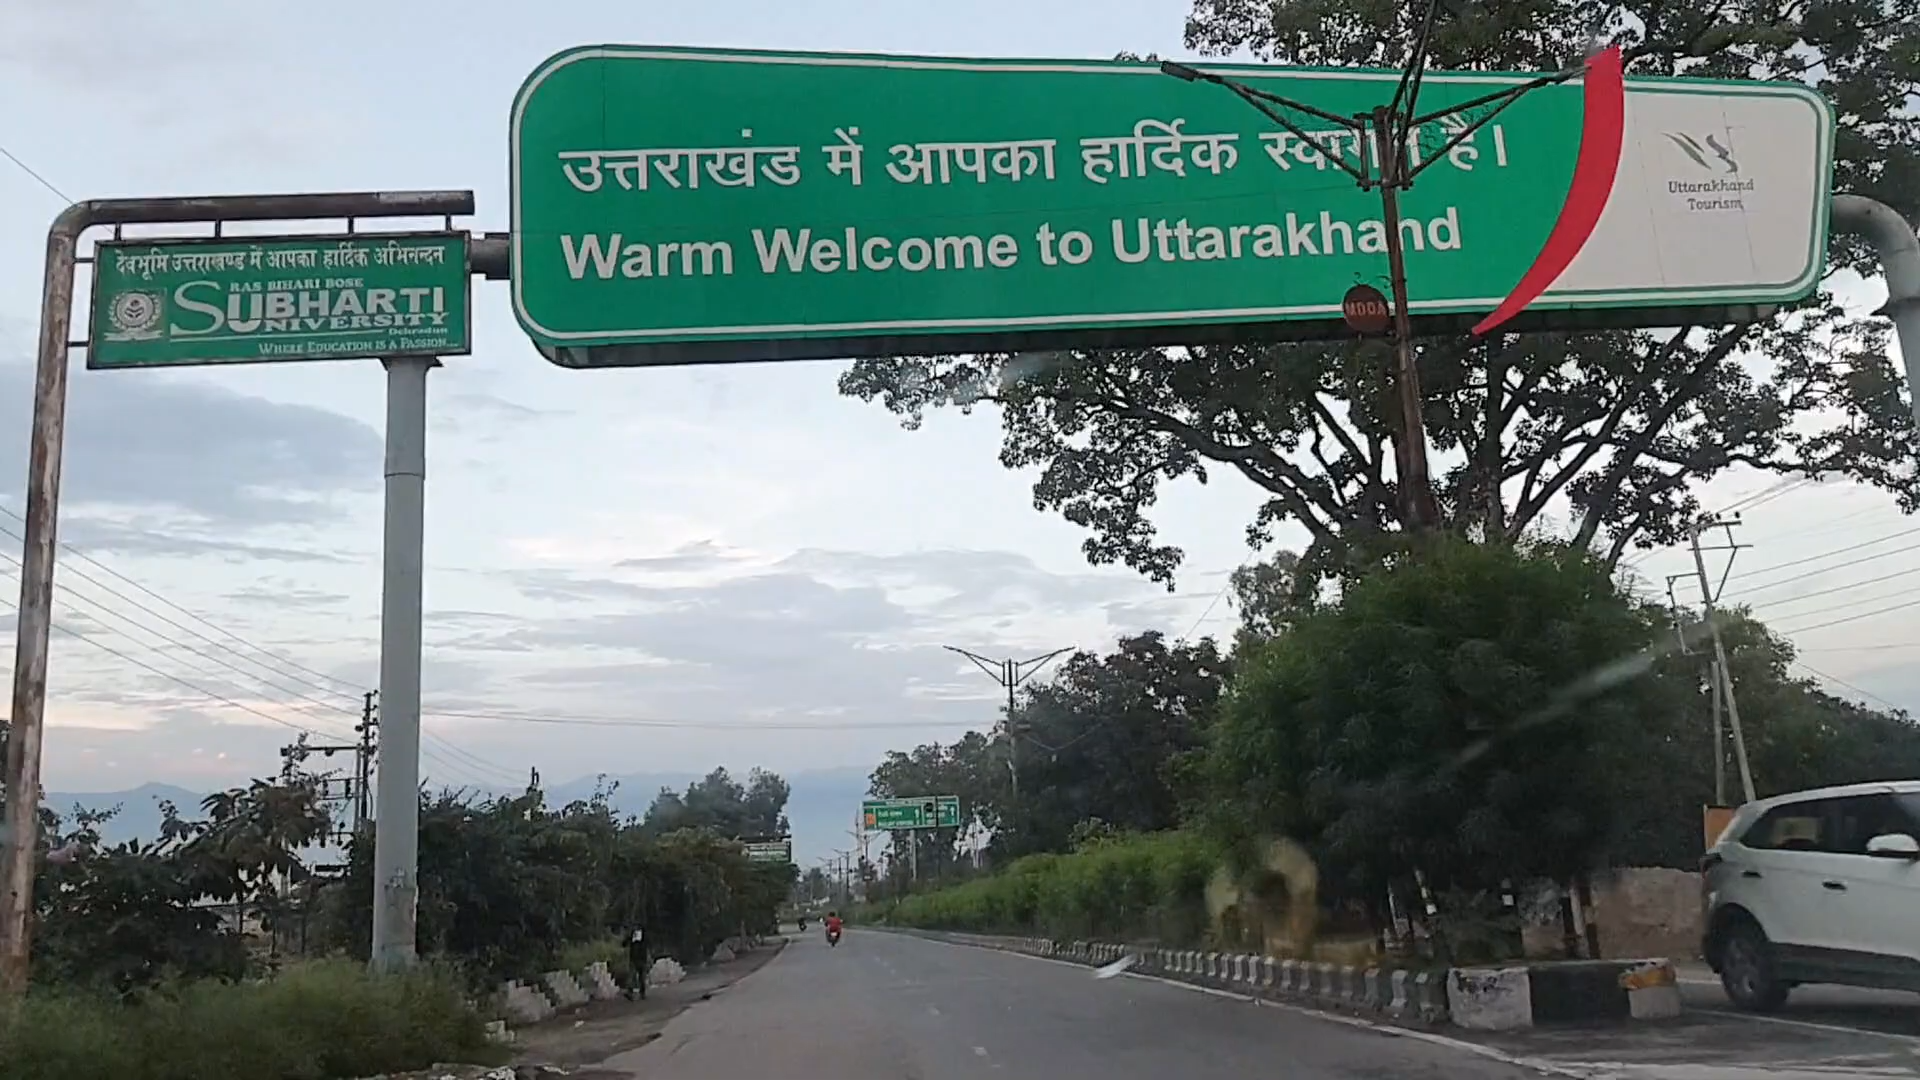 देवभूमि उत्तराखण्ड में आपका हार्दिक अभिनन्दन
RAS BIHARI BOSE
SUBHARTI
UNIVERSITY
Dehradun
WHERE EDUCATION IS A PASSION...
उत्तराखंड में आपका हार्दिक स्वागत है।
Warm Welcome to Uttarakhand
Uttarakhand
Tourism
MDDA